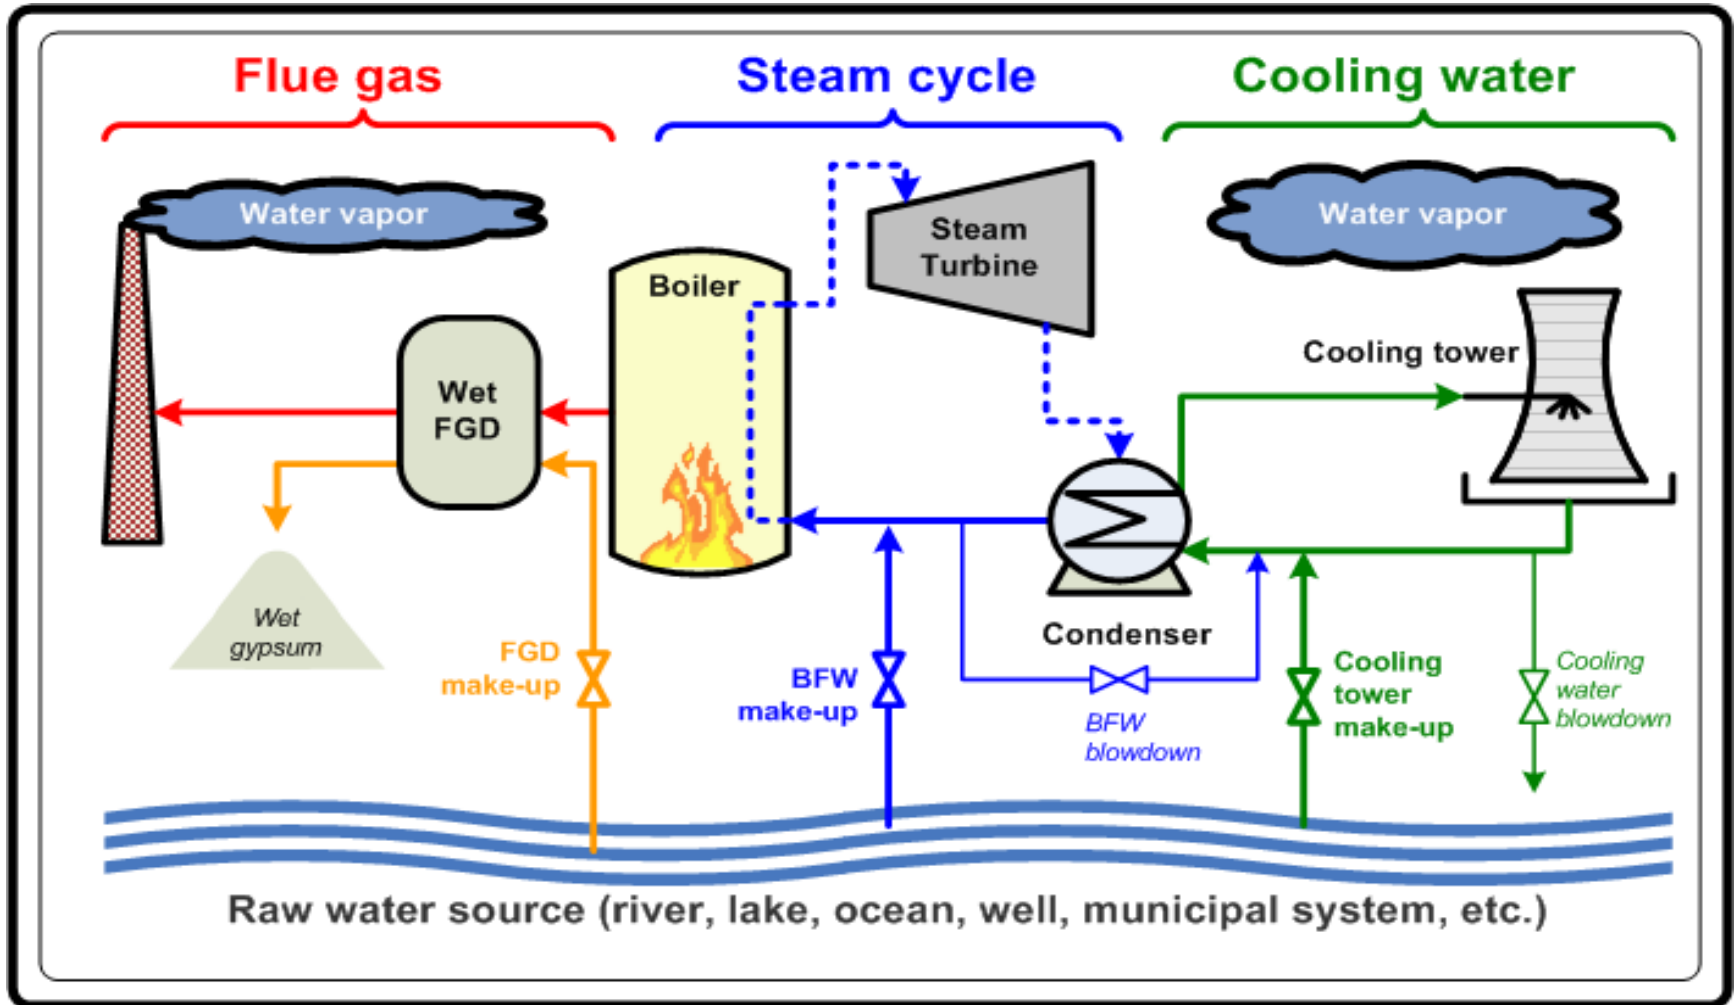 Flue gas
Steam cycle
Cooling water
Water vapor
Water vapor
Boiler
Steam
Turbine
Cooling tower
Wet
FGD
Wet
gypsum
FGD
make-up
BFW
make-up
Condenser
BFW
blowdown
Cooling
tower
make-up
Cooling
water
blowdown
Raw water source (river, lake, ocean, well, municipal system, etc.)